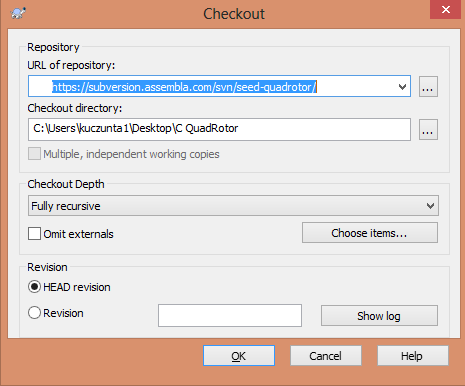 Checkout
Repository
URL of repository:
https://subversion.assembla.com/svn/seed-quadrotor/
...
Checkout directory:
C:\Users\kuczunta1\Desktop\C QuadRotor
...
Multiple, independent working copies
Checkout Depth
Fully recursive
Omit externals
Choose items...
Revision
HEAD revision
Revision
Show log
OK
Cancel
Help